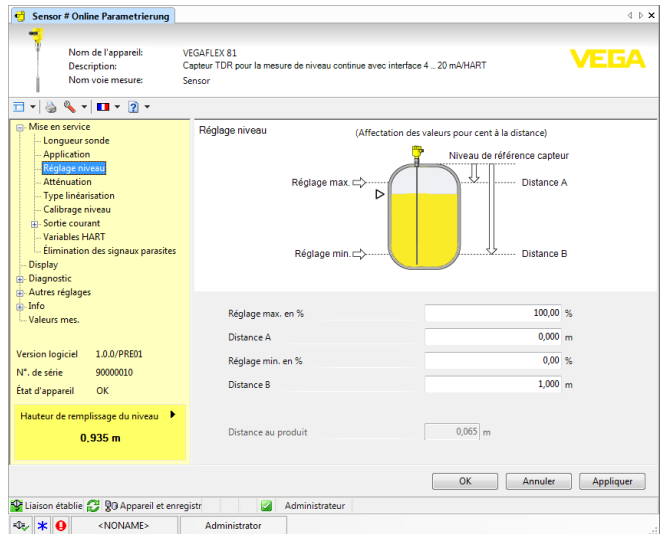 Sensor # Online Parametrierung
Nom de l'appareil: VEGAFLEX 81
Description: Capteur TDR pour la mesure de niveau continue avec interface 4 .. 20 mA/HART
Nom voie mesure: Sensor
VEGA
Mise en service
Longueur sonde
Application
Réglage niveau
Atténuation
Type linéarisation
Calibrage niveau
Sortie courant
Variables HART
Élimination des signaux parasites
Display
Diagnostic
Autres réglages
Info
Valeurs mes.
Version logiciel 1.0.0/PRE01
N°. de série 90000010
État d'appareil OK
Hauteur de remplissage du niveau
0,935 m
Réglage niveau
(Affectation des valeurs pour cent à la distance)
Niveau de référence capteur
Réglage max.
Distance A
Réglage min.
Distance B
Réglage max. en % 100,00 %
Distance A 0,000 m
Réglage min. en % 0,00 %
Distance B 1,000 m
Distance au produit 0,065 m
OK Annuler Appliquer
Liaison établie Appareil et enregistr Administrateur
<NONAME> Administrator